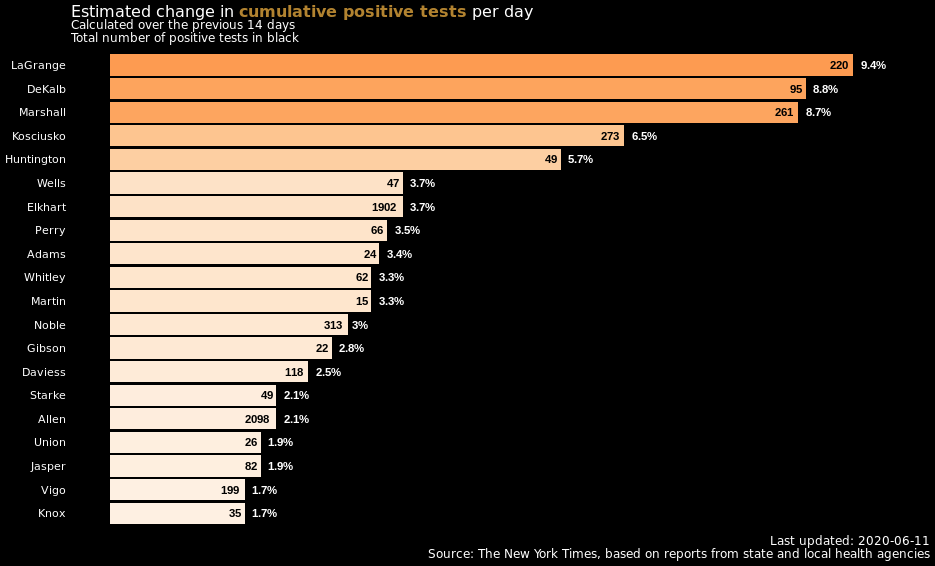 Estimated change in cumulative positive tests per day
Calculated over the previous 14 days
Total number of positive tests in black
LaGrange 220 9.4%
DeKalb 95 8.8%
Marshall 261 8.7%
Kosciusko 273 6.5%
Huntington 49 5.7%
Wells 47 3.7%
Elkhart 1902 3.7%
Perry 66 3.5%
Adams 24 3.4%
Whitley 62 3.3%
Martin 15 3.3%
Noble 313 3%
Gibson 22 2.8%
Daviess 118 2.5%
Starke 49 2.1%
Allen 2098 2.1%
Union 26 1.9%
Jasper 82 1.9%
Vigo 199 1.7%
Knox 35 1.7%
Last updated: 2020-06-11
Source: The New York Times, based on reports from state and local health agencies